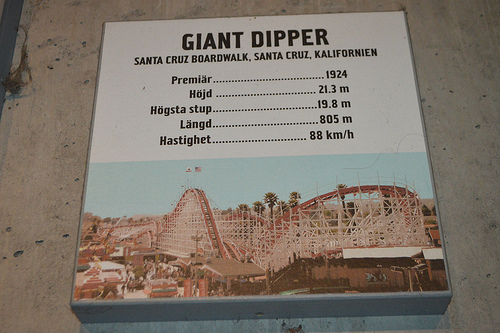 GIANT DIPPER
SANTA CRUZ BOARDWALK, SANTA CRUZ, KALIFORNIEN
Premiär................................1924
Höjd ................................ 21.3 m
Högsta stup..........................19.8 m
Längd................................ 805 m
Hastighet........................... 88 km/h